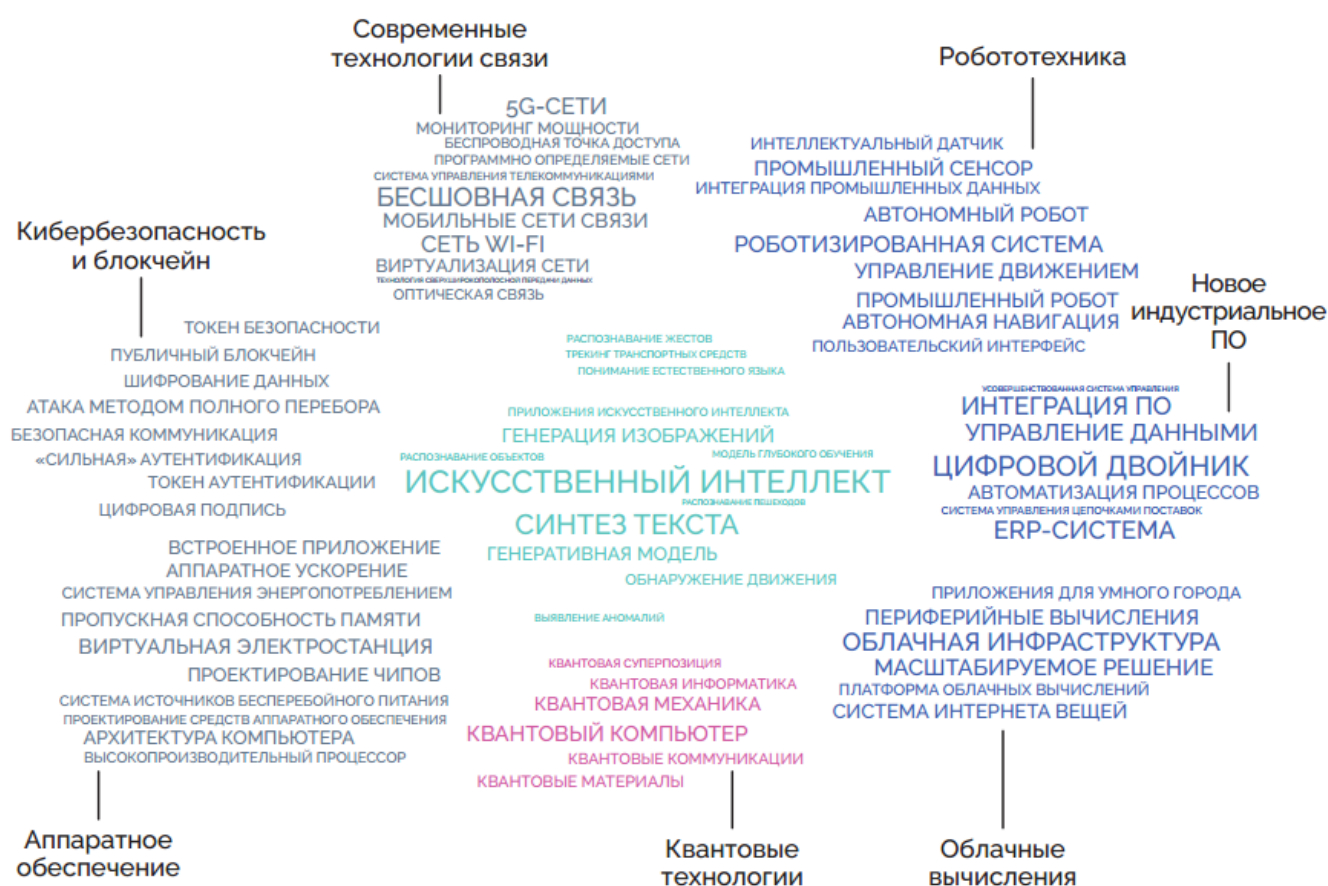 Современные
технологии связи
5G-СЕТИ
МОНИТОРИНГ МОЩНОСТИ
БЕСПРОВОДНАЯ ТОЧКА ДОСТУПА
ПРОГРАММНО ОПРЕДЕЛЯЕМЫЕ СЕТИ
СИСТЕМА УПРАВЛЕНИЯ ТЕЛЕКОММУНИКАЦИЯМИ
БЕСШОВНАЯ СВЯЗЬ
МОБИЛЬНЫЕ СЕТИ СВЯЗИ
СЕТЬ WI-FI
ВИРТУАЛИЗАЦИЯ СЕТИ
ТЕХНОЛОГИЯ СВЕРХШИРОКОПОЛОСНОЙ ПЕРЕДАЧИ ДАННЫХ
ОПТИЧЕСКАЯ СВЯЗЬ
Робототехника
ИНТЕЛЛЕКТУАЛЬНЫЙ ДАТЧИК
ПРОМЫШЛЕННЫЙ СЕНСОР
ИНТЕГРАЦИЯ ПРОМЫШЛЕННЫХ ДАННЫХ
АВТОНОМНЫЙ РОБОТ
РОБОТИЗИРОВАННАЯ СИСТЕМА
УПРАВЛЕНИЕ ДВИЖЕНИЕМ
ПРОМЫШЛЕННЫЙ РОБОТ
АВТОНОМНАЯ НАВИГАЦИЯ
ПОЛЬЗОВАТЕЛЬСКИЙ ИНТЕРФЕЙС
Кибербезопасность
и блокчейн
ТОКЕН БЕЗОПАСНОСТИ
ПУБЛИЧНЫЙ БЛОКЧЕЙН
ШИФРОВАНИЕ ДАННЫХ
АТАКА МЕТОДОМ ПОЛНОГО ПЕРЕБОРА
БЕЗОПАСНАЯ КОММУНИКАЦИЯ
«СИЛЬНАЯ» АУТЕНТИФИКАЦИЯ
ТОКЕН АУТЕНТИФИКАЦИИ
ЦИФРОВАЯ ПОДПИСЬ
РАСПОЗНАВАНИЕ ЖЕСТОВ
ТРЕКИНГ ТРАНСПОРТНЫХ СРЕДСТВ
ПОНИМАНИЕ ЕСТЕСТВЕННОГО ЯЗЫКА
ПРИЛОЖЕНИЯ ИСКУССТВЕННОГО ИНТЕЛЛЕКТА
ГЕНЕРАЦИЯ ИЗОБРАЖЕНИЙ
РАСПОЗНАВАНИЕ ОБЪЕКТОВ
МОДЕЛЬ ГЛУБОКОГО ОБУЧЕНИЯ
ИСКУССТВЕННЫЙ ИНТЕЛЛЕКТ
РАСПОЗНАВАНИЕ ПЕШЕХОДОВ
СИНТЕЗ ТЕКСТА
ГЕНЕРАТИВНАЯ МОДЕЛЬ
ОБНАРУЖЕНИЕ ДВИЖЕНИЯ
ВЫЯВЛЕНИЕ АНОМАЛИЙ
Новое
индустриальное
ПО
УСОВЕРШЕНСТВОВАННАЯ СИСТЕМА УПРАВЛЕНИЯ
ИНТЕГРАЦИЯ ПО
УПРАВЛЕНИЕ ДАННЫМИ
ЦИФРОВОЙ ДВОЙНИК
АВТОМАТИЗАЦИЯ ПРОЦЕССОВ
СИСТЕМА УПРАВЛЕНИЯ ЦЕПОЧКАМИ ПОСТАВОК
ERP-СИСТЕМА
ВСТРОЕННОЕ ПРИЛОЖЕНИЕ
АППАРАТНОЕ УСКОРЕНИЕ
СИСТЕМА УПРАВЛЕНИЯ ЭНЕРГОПОТРЕБЛЕНИЕМ
ПРОПУСКНАЯ СПОСОБНОСТЬ ПАМЯТИ
ВИРТУАЛЬНАЯ ЭЛЕКТРОСТАНЦИЯ
ПРОЕКТИРОВАНИЕ ЧИПОВ
СИСТЕМА ИСТОЧНИКОВ БЕСПЕРЕБОЙНОГО ПИТАНИЯ
ПРОЕКТИРОВАНИЕ СРЕДСТВ АППАРАТНОГО ОБЕСПЕЧЕНИЯ
АРХИТЕКТУРА КОМПЬЮТЕРА
ВЫСОКОПРОИЗВОДИТЕЛЬНЫЙ ПРОЦЕССОР
Аппаратное
обеспечение
КВАНТОВАЯ СУПЕРПОЗИЦИЯ
КВАНТОВАЯ ИНФОРМАТИКА
КВАНТОВАЯ МЕХАНИКА
КВАНТОВЫЙ КОМПЬЮТЕР
КВАНТОВЫЕ КОММУНИКАЦИИ
КВАНТОВЫЕ МАТЕРИАЛЫ
Квантовые
технологии
ПРИЛОЖЕНИЯ ДЛЯ УМНОГО ГОРОДА
ПЕРИФЕРИЙНЫЕ ВЫЧИСЛЕНИЯ
ОБЛАЧНАЯ ИНФРАСТРУКТУРА
МАСШТАБИРУЕМОЕ РЕШЕНИЕ
ПЛАТФОРМА ОБЛАЧНЫХ ВЫЧИСЛЕНИЙ
СИСТЕМА ИНТЕРНЕТА ВЕЩЕЙ
Облачные
вычисления